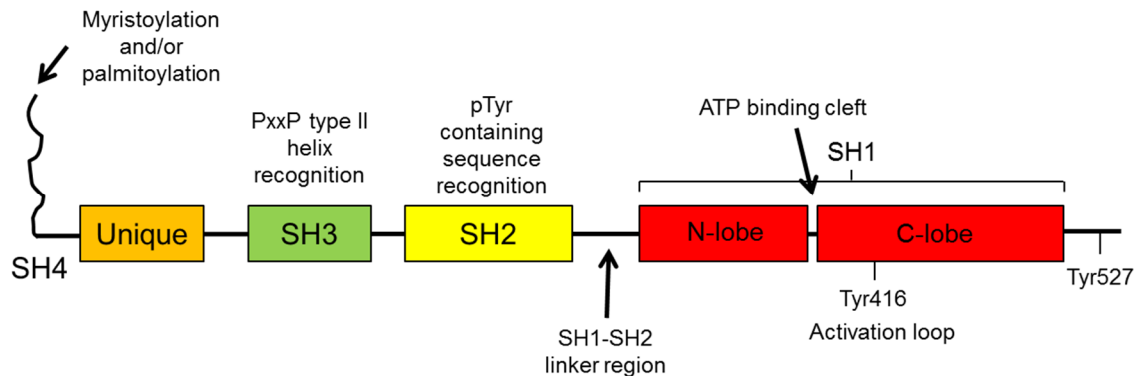 Myristoylation
and/or
palmitoylation
PxxP type II
helix
recognition
pTyr
containing
sequence
recognition
ATP binding cleft
SH1
Unique
SH3
SH2
N-lobe
C-lobe
SH4
Tyr527
Tyr416
Activation loop
SH1-SH2
linker region